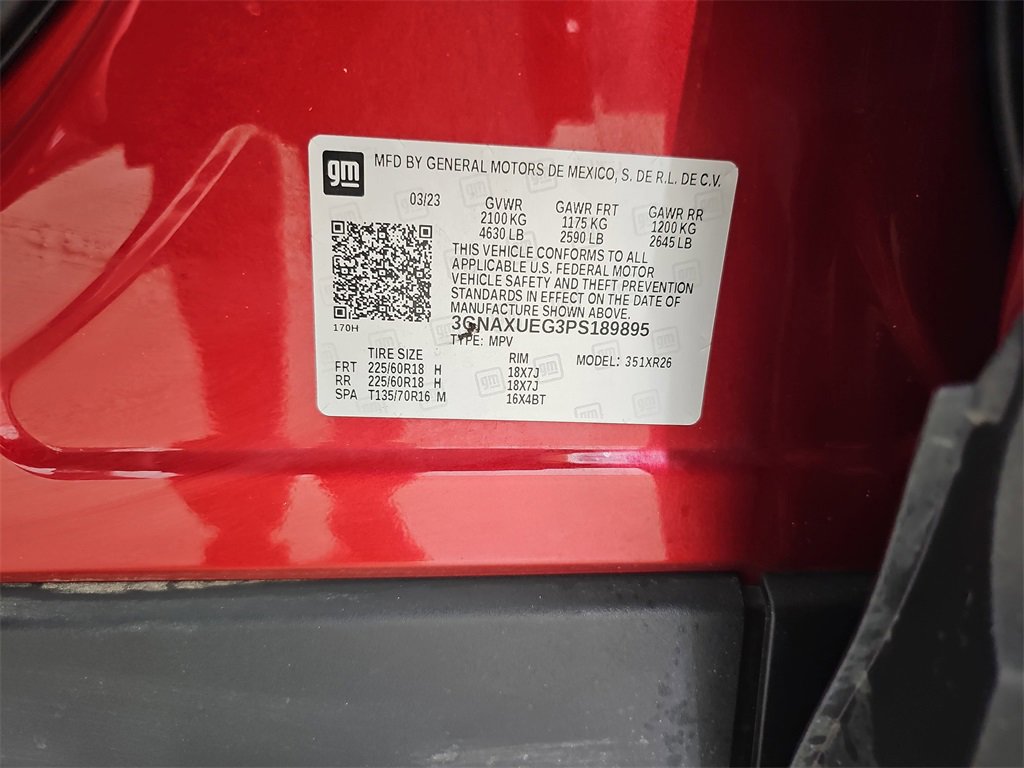 gm MFD BY GENERAL MOTORS DE MEXICO, S. DE R.L. DE C.V.
03/23 GVWR GAWR FRT GAWR RR
2100 KG 1175 KG 1200 KG
4630 LB 2590 LB 2645 LB
THIS VEHICLE CONFORMS TO ALL
APPLICABLE U.S. FEDERAL MOTOR
VEHICLE SAFETY AND THEFT PREVENTION
STANDARDS IN EFFECT ON THE DATE OF
MANUFACTURE SHOWN ABOVE.
170H
3GNAXUEG3PS189895
TYPE: MPV
TIRE SIZE RIM MODEL: 351XR26
FRT 225/60R18 H 18X7J
RR 225/60R18 H 18X7J
SPA T135/70R16 M 16X4BT